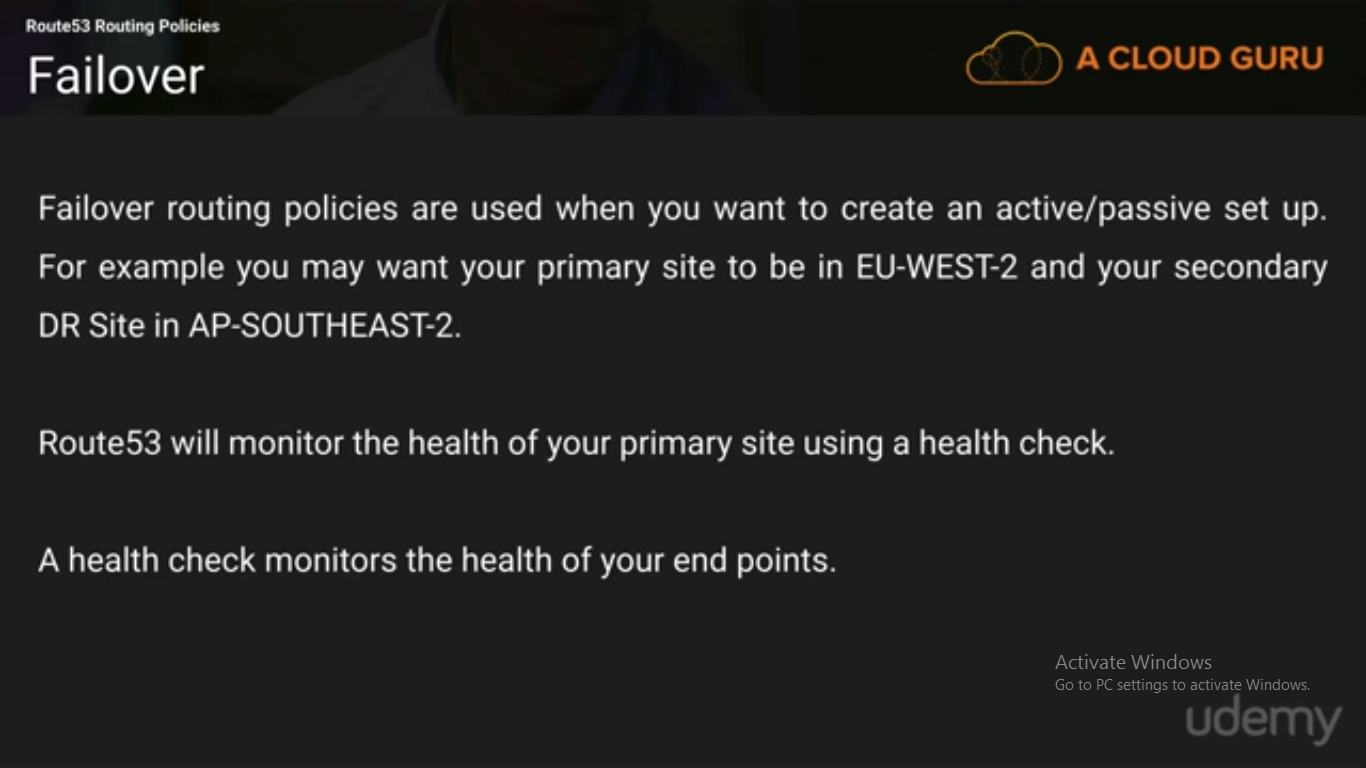 Route53 Routing Policies
Failover
A CLOUD GURU
Failover routing policies are used when you want to create an active/passive set up.
For example you may want your primary site to be in EU-WEST-2 and your secondary
DR Site in AP-SOUTHEAST-2.
Route53 will monitor the health of your primary site using a health check.
A health check monitors the health of your end points.
Activate Windows
Go to PC settings to activate Windows.
udemy